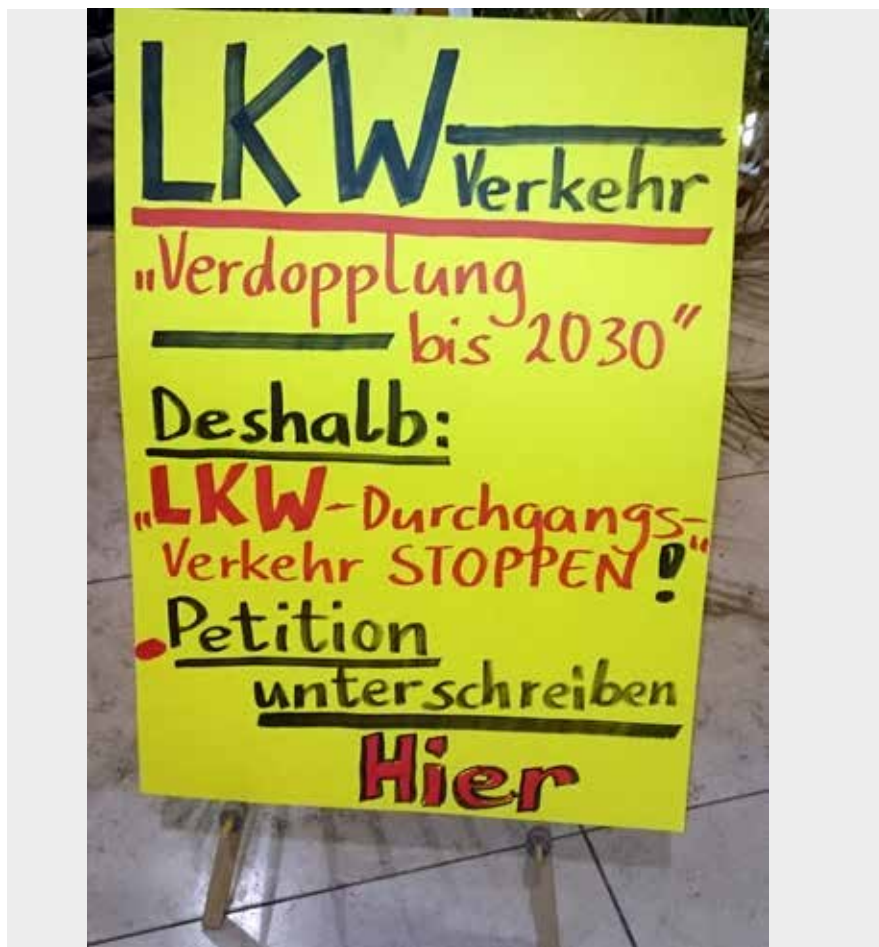 LKW-
Verkehr
„Verdopplung
bis 2030”
Deshalb:
„LKW-Durchgangs-
Verkehr STOPPEN!“
Petition
unterschreiben
Hier